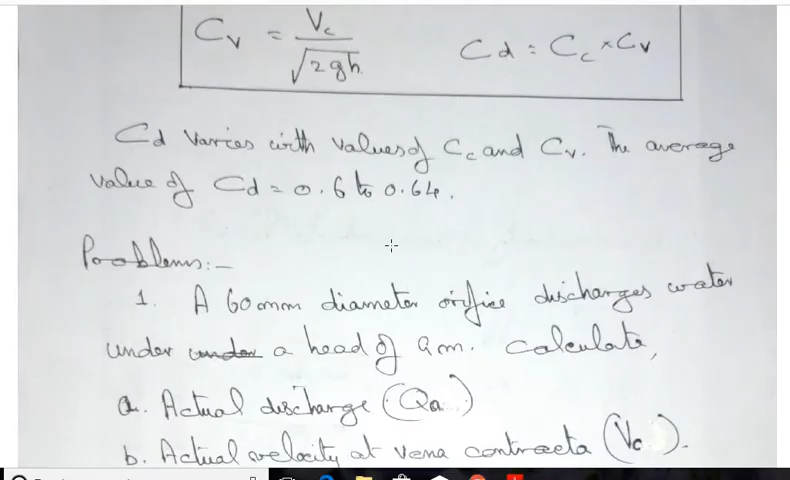 Cv = Vc / √2gh   Cd = Cc × Cv
Cd varies with values of Cc and Cv. The average
value of Cd = 0.6 to 0.64.
Problems:-
1. A 60mm diameter orifice discharges water
under under a head of 9m. Calculate,
a. Actual discharge (Qa)
b. Actual velocity at vena contracta (Vc).